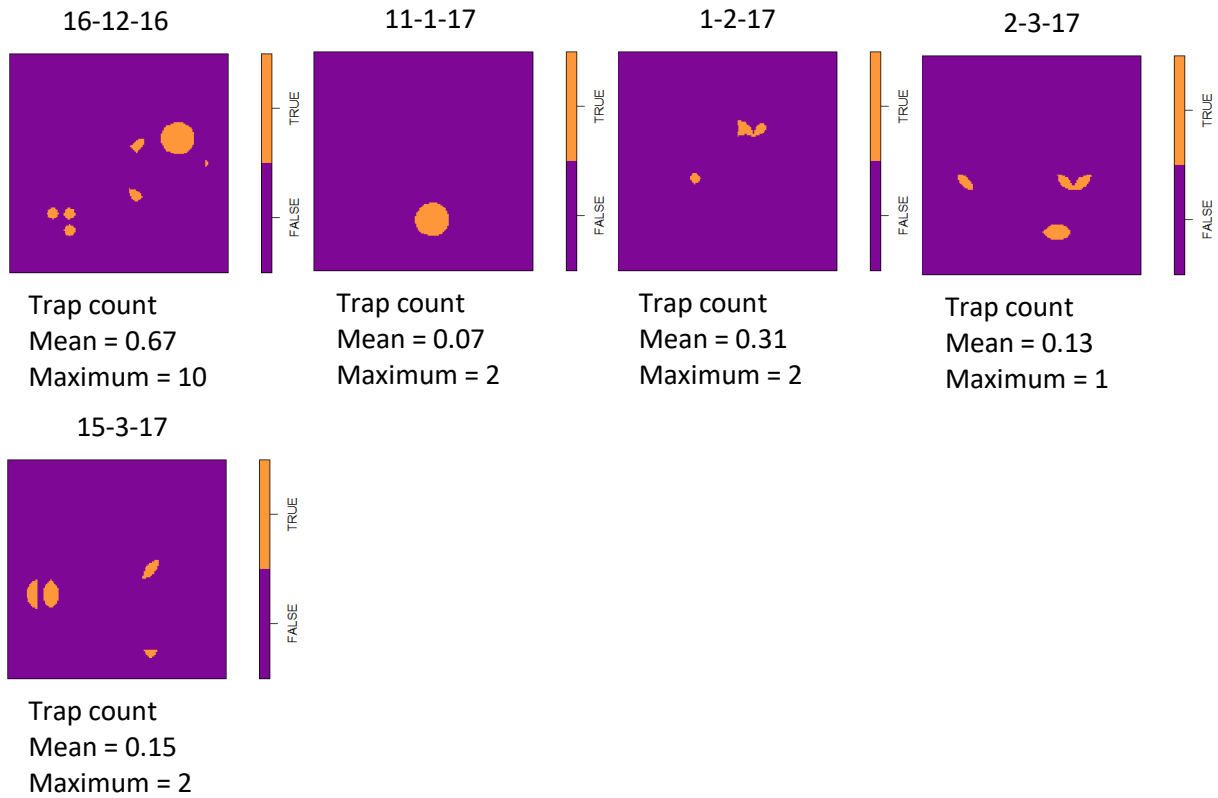 16-12-16
11-1-17
1-2-17
2-3-17
TRUE
FALSE
TRUE
FALSE
TRUE
FALSE
TRUE
FALSE
Trap count
Mean = 0.67
Maximum = 10
Trap count
Mean = 0.07
Maximum = 2
Trap count
Mean = 0.31
Maximum = 2
Trap count
Mean = 0.13
Maximum = 1
15-3-17
TRUE
FALSE
Trap count
Mean = 0.15
Maximum = 2